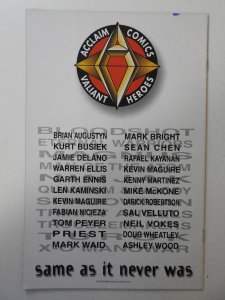 ACCLAIM COMICS
VALIANT HEROES
BRIAN AUGUSTYN
KURT BUSIEK
JAMIE DELANO
WARREN ELLIS
GARTH ENNIS
LEN KAMINSKI
KEVIN MAGUIRE
FABIAN NICIEZA
TOM PEYER
PRIEST
MARK WAID
MARK BRIGHT
SEAN CHEN
RAFAEL KAYANAN
KEVIN MAGUIRE
KENNY MARTINEZ
MIKE McKONE
DARICK ROBERTSON
SAL VELLUTO
NEIL VOKES
DOUG WHEATLEY
ASHLEY WOOD
same as it never was